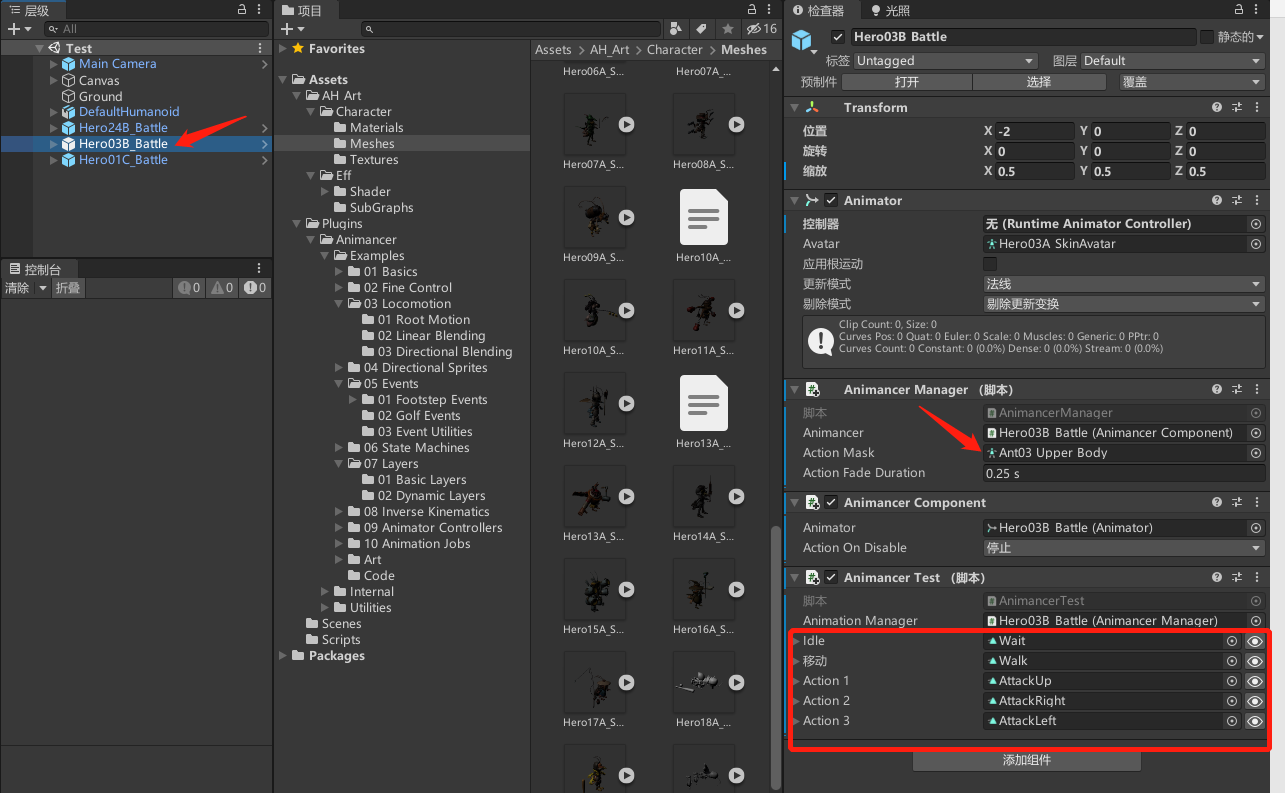 层级
All
Test
Main Camera
Canvas
Ground
DefaultHumanoid
Hero24B_Battle
Hero03B_Battle
Hero01C_Battle
控制台
清除
折叠
0
0
0
项目
16
Favorites
Assets
AH_Art
Character
Materials
Meshes
Textures
Eff
Shader
SubGraphs
Plugins
Animancer
Examples
01 Basics
02 Fine Control
03 Locomotion
01 Root Motion
02 Linear Blending
03 Directional Blending
04 Directional Sprites
05 Events
01 Footstep Events
02 Golf Events
03 Event Utilities
06 State Machines
07 Layers
01 Basic Layers
02 Dynamic Layers
08 Inverse Kinematics
09 Animator Controllers
10 Animation Jobs
Art
Code
Internal
Utilities
Scenes
Scripts
Packages
Assets > AH_Art > Character > Meshes
Hero06A_S...
Hero07A_...
Hero07A_S...
Hero08A_S...
Hero09A_S...
Hero10A_...
Hero10A_S...
Hero11A_S...
Hero12A_S...
Hero13A_...
Hero13A_S...
Hero14A_S...
Hero15A_S...
Hero16A_S...
Hero17A_S...
Hero18A_...
检查器
光照
Hero03B_Battle
静态的
标签 Untagged
图层 Default
预制件 打开 选择 覆盖
Transform
位置 X -2 Y 0 Z 0
旋转 X 0 Y 0 Z 0
缩放 X 0.5 Y 0.5 Z 0.5
Animator
控制器 无 (Runtime Animator Controller)
Avatar Hero03A_SkinAvatar
应用根运动
更新模式 法线
剔除模式 剔除更新变换
Clip Count: 0, Size: 0
Curves Pos: 0 Quat: 0 Euler: 0 Scale: 0 Muscles: 0 Generic: 0 PPtr: 0
Curves Count: 0 Constant: 0 (0.0%) Dense: 0 (0.0%) Stream: 0 (0.0%)
Animancer Manager (脚本)
脚本 AnimancerManager
Animancer Hero03B_Battle (Animancer Component)
Action Mask Ant03 Upper Body
Action Fade Duration 0.25 s
Animancer Component
Animator Hero03B_Battle (Animator)
Action On Disable 停止
Animancer Test (脚本)
脚本 AnimancerTest
Animation Manager Hero03B_Battle (Animancer Manager)
Idle Wait
移动 Walk
Action 1 AttackUp
Action 2 AttackRight
Action 3 AttackLeft
添加组件